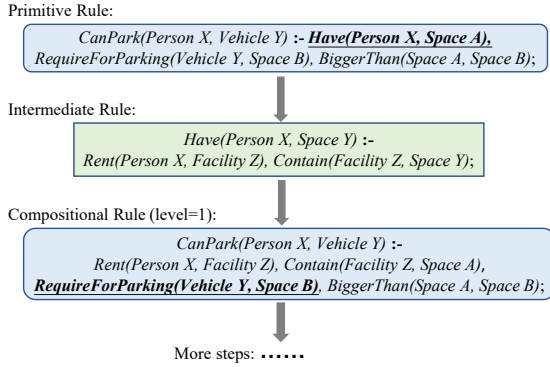 Primitive Rule:
CanPark(Person X, Vehicle Y) :- Have(Person X, Space A),
RequireForParking(Vehicle Y, Space B), BiggerThan(Space A, Space B);
Intermediate Rule:
Have(Person X, Space Y) :-
Rent(Person X, Facility Z), Contain(Facility Z, Space Y);
Compositional Rule (level=1):
CanPark(Person X, Vehicle Y) :-
Rent(Person X, Facility Z), Contain(Facility Z, Space A),
RequireForParking(Vehicle Y, Space B), BiggerThan(Space A, Space B);
More steps: ......